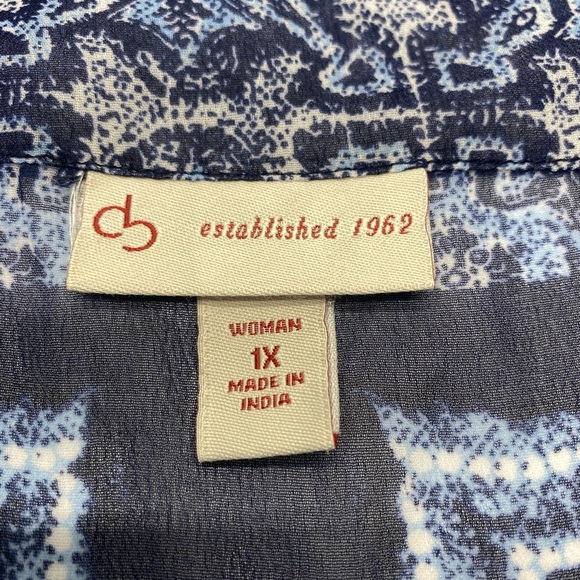 cb established 1962
WOMAN
1X
MADE IN
INDIA